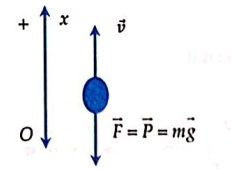 + x
v⃗
O
F⃗ = P⃗ = mg⃗